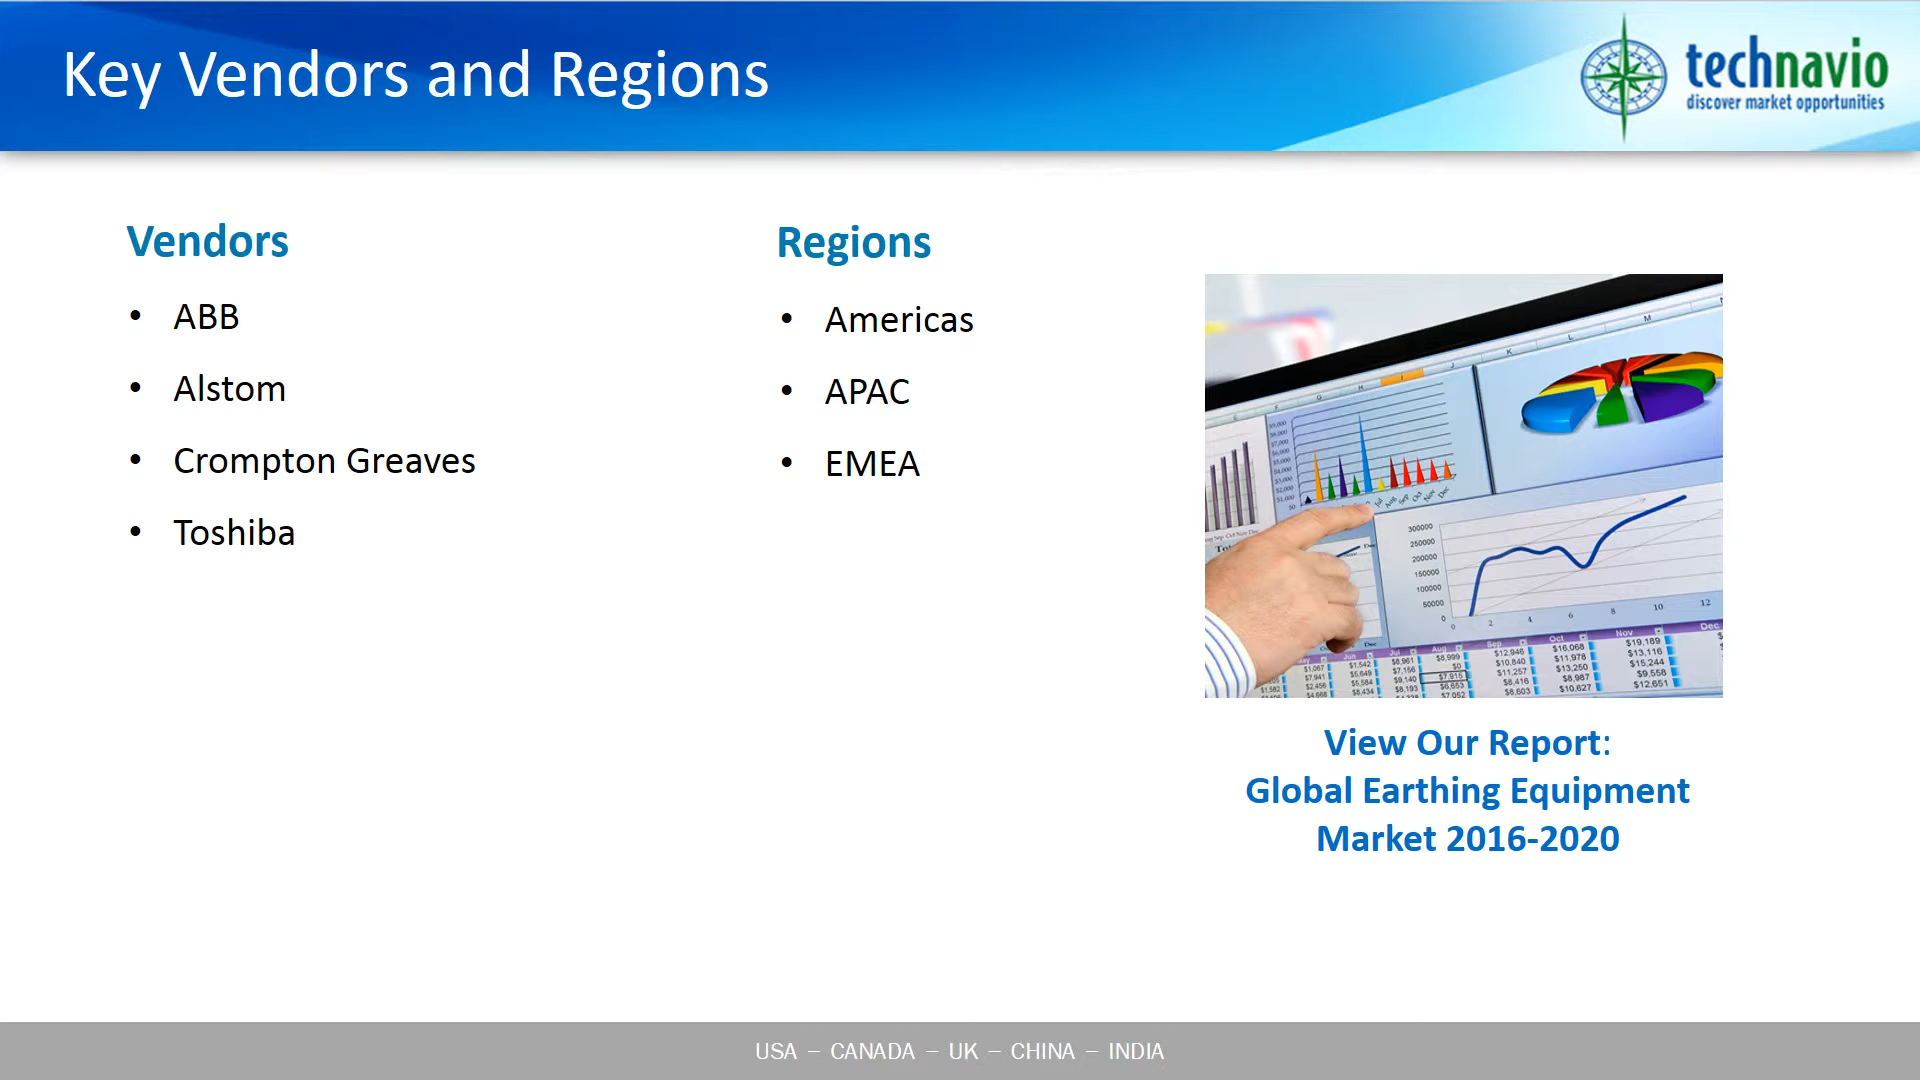 Key Vendors and Regions
technavio
discover market opportunities
Vendors
• ABB
• Alstom
• Crompton Greaves
• Toshiba
Regions
• Americas
• APAC
• EMEA
View Our Report:
Global Earthing Equipment
Market 2016-2020
USA – CANADA – UK – CHINA – INDIA